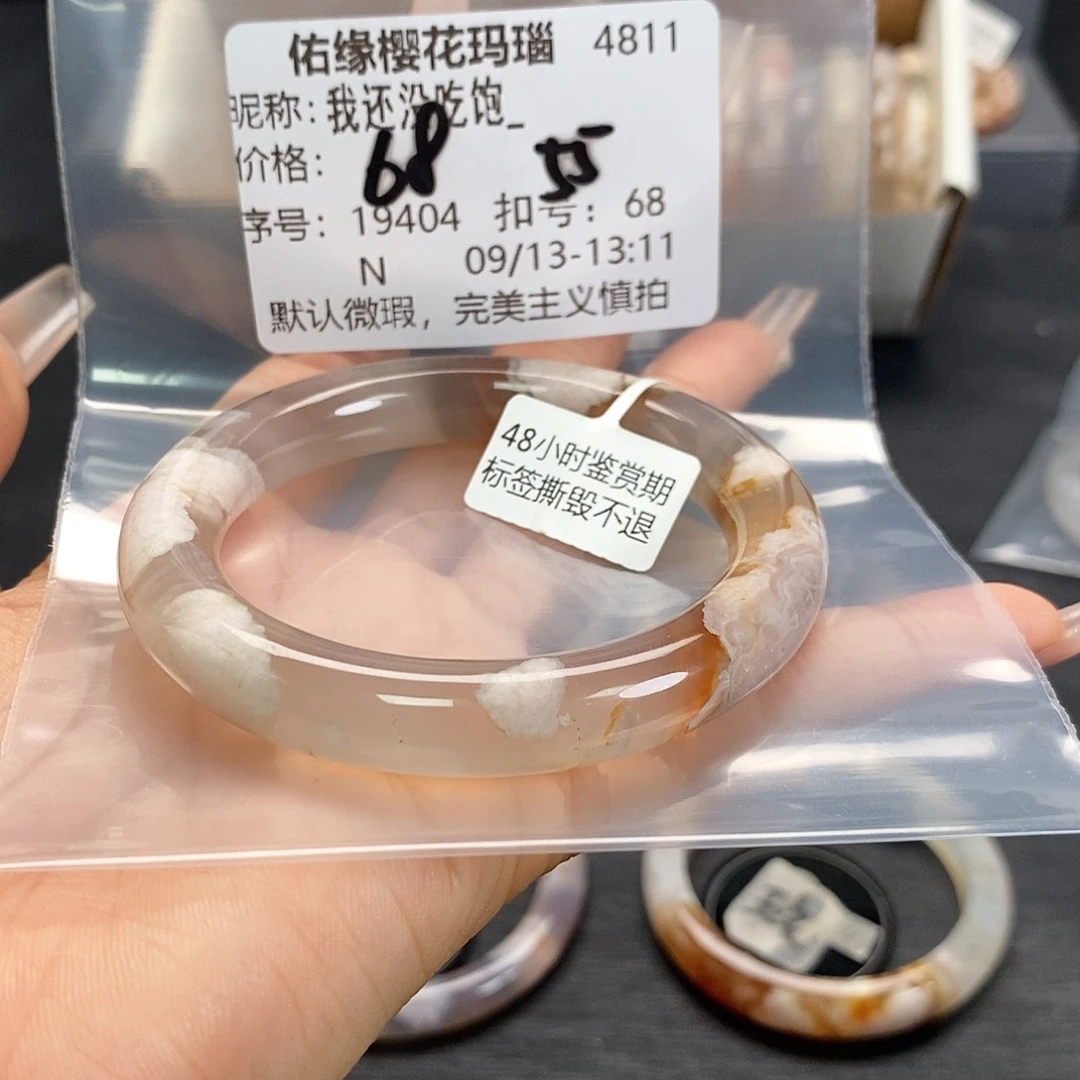 佑缘樱花玛瑙 4811
昵称：我还没吃饱_
价格：68 55
序号：19404 扣号：68
N 09/13-13:11
默认微瑕，完美主义慎拍
48小时鉴赏期
标签撕毁不退